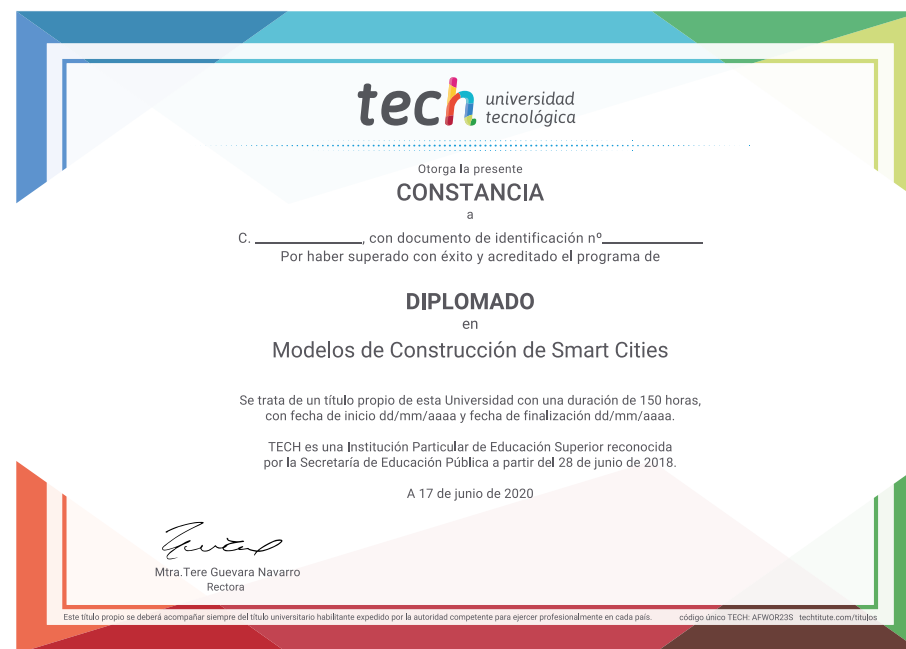 tech universidad
tecnológica
Otorga la presente
CONSTANCIA
a
C. ____________, con documento de identificación nº____________
Por haber superado con éxito y acreditado el programa de
DIPLOMADO
en
Modelos de Construcción de Smart Cities
Se trata de un título propio de esta Universidad con una duración de 150 horas,
con fecha de inicio dd/mm/aaaa y fecha de finalización dd/mm/aaaa.
TECH es una Institución Particular de Educación Superior reconocida
por la Secretaría de Educación Pública a partir del 28 de junio de 2018.
A 17 de junio de 2020
Mtra.Tere Guevara Navarro
Rectora
Este título propio se deberá acompañar siempre del título universitario habilitante expedido por la autoridad competente para ejercer profesionalmente en cada país. código único TECH: AFWOR23S techtitute.com/titulos